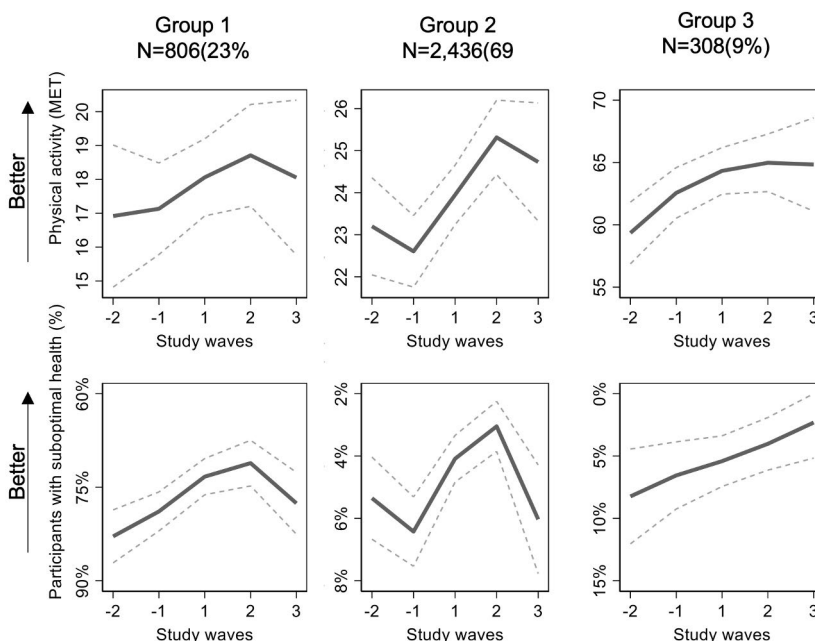 Group 1
N=806(23%
Group 2
N=2,436(69
Group 3
N=308(9%)
Better
Physical activity (MET)
20
19
18
17
16
15
-2 -1 1 2 3
Study waves
26
25
24
23
22
-2 -1 1 2 3
Study waves
70
65
60
55
-2 -1 1 2 3
Study waves
Better
Participants with suboptimal health (%)
60%
75%
90%
-2 -1 1 2 3
Study waves
2%
4%
6%
8%
-2 -1 1 2 3
Study waves
0%
5%
10%
15%
-2 -1 1 2 3
Study waves